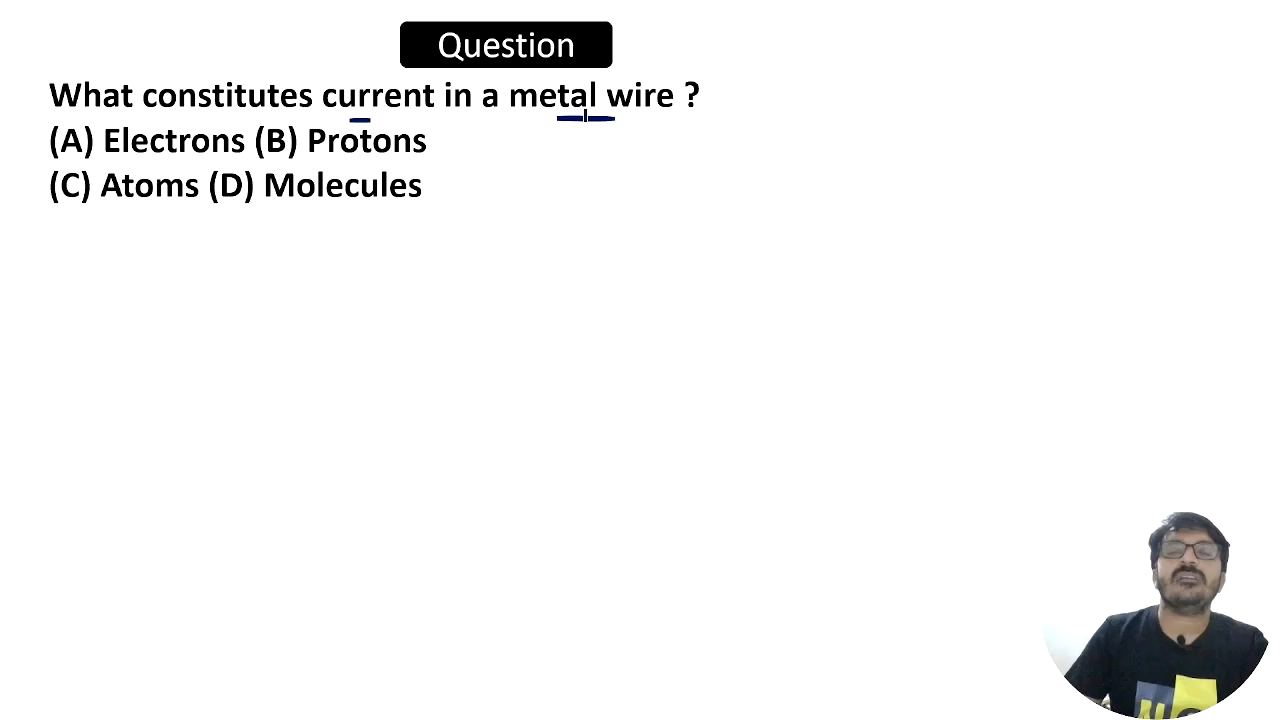 Question
What constitutes current in a metal wire ?
(A) Electrons (B) Protons
(C) Atoms (D) Molecules